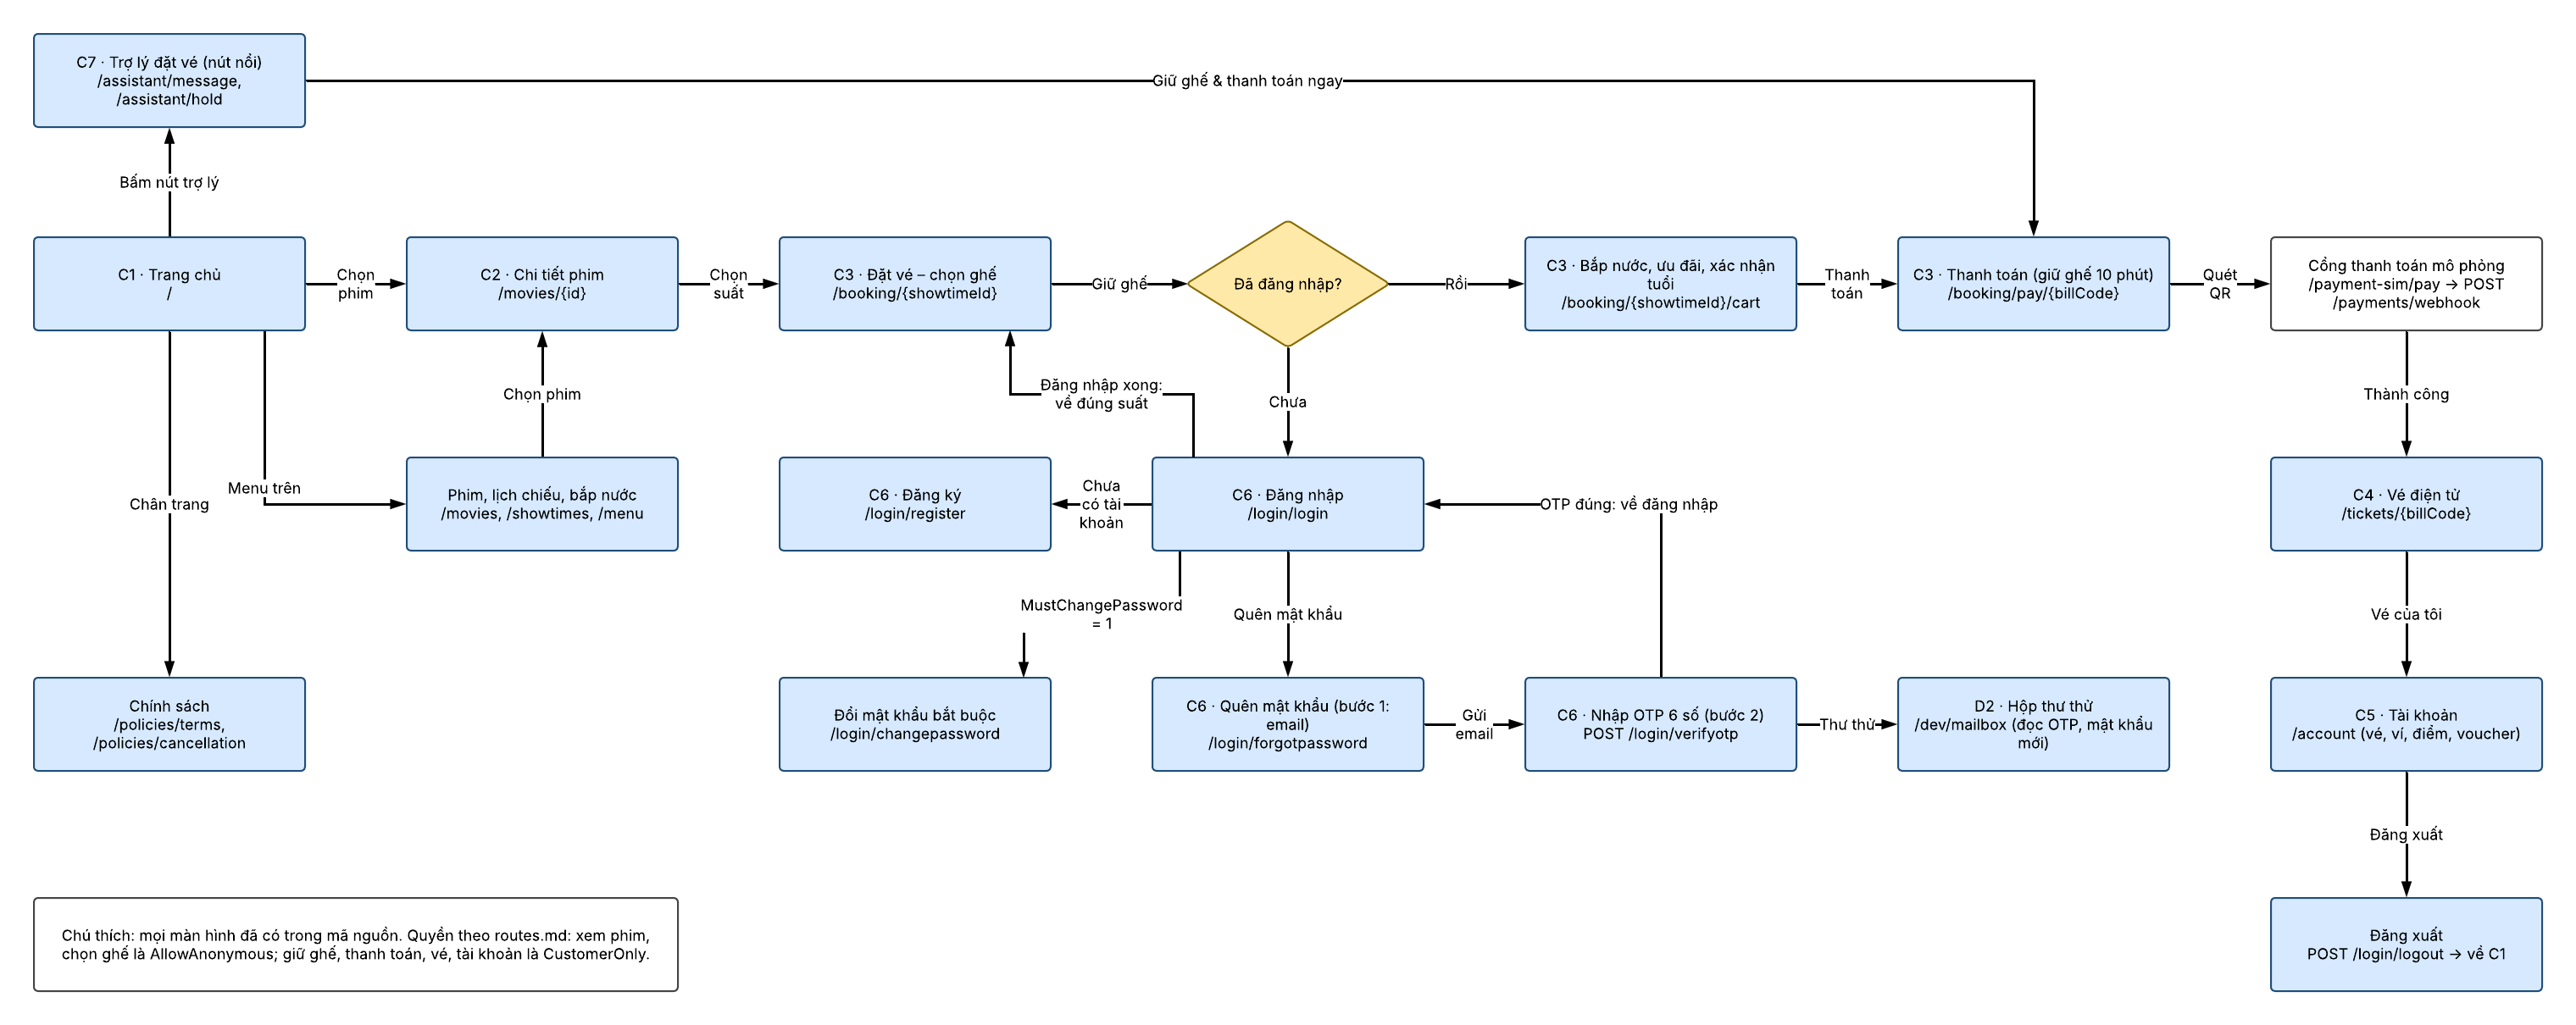 C7 · Trợ lý đặt vé (nút nổi)
/assistant/message,
/assistant/hold
Giữ ghế & thanh toán ngay
Bấm nút trợ lý
C1 · Trang chủ
/
Chọn
phim
C2 · Chi tiết phim
/movies/{id}
Chọn
suất
C3 · Đặt vé – chọn ghế
/booking/{showtimeId}
Giữ ghế
Đã đăng nhập?
Rồi
C3 · Bắp nước, ưu đãi, xác nhận
tuổi
/booking/{showtimeId}/cart
Thanh
toán
C3 · Thanh toán (giữ ghế 10 phút)
/booking/pay/{billCode}
Quét
QR
Cổng thanh toán mô phỏng
/payment-sim/pay → POST
/payments/webhook
Chọn phim
Đăng nhập xong:
về đúng suất
Chưa
Thành công
Menu trên
Chân trang
Phim, lịch chiếu, bắp nước
/movies, /showtimes, /menu
C6 · Đăng ký
/login/register
Chưa
có tài
khoản
C6 · Đăng nhập
/login/login
OTP đúng: về đăng nhập
C4 · Vé điện tử
/tickets/{billCode}
MustChangePassword
= 1
Quên mật khẩu
Vé của tôi
Chính sách
/policies/terms,
/policies/cancellation
Đổi mật khẩu bắt buộc
/login/changepassword
C6 · Quên mật khẩu (bước 1:
email)
/login/forgotpassword
Gửi
email
C6 · Nhập OTP 6 số (bước 2)
POST /login/verifyotp
Thư thử
D2 · Hộp thư thử
/dev/mailbox (đọc OTP, mật khẩu
mới)
C5 · Tài khoản
/account (vé, ví, điểm, voucher)
Đăng xuất
Chú thích: mọi màn hình đã có trong mã nguồn. Quyền theo routes.md: xem phim,
chọn ghế là AllowAnonymous; giữ ghế, thanh toán, vé, tài khoản là CustomerOnly.
Đăng xuất
POST /login/logout → về C1